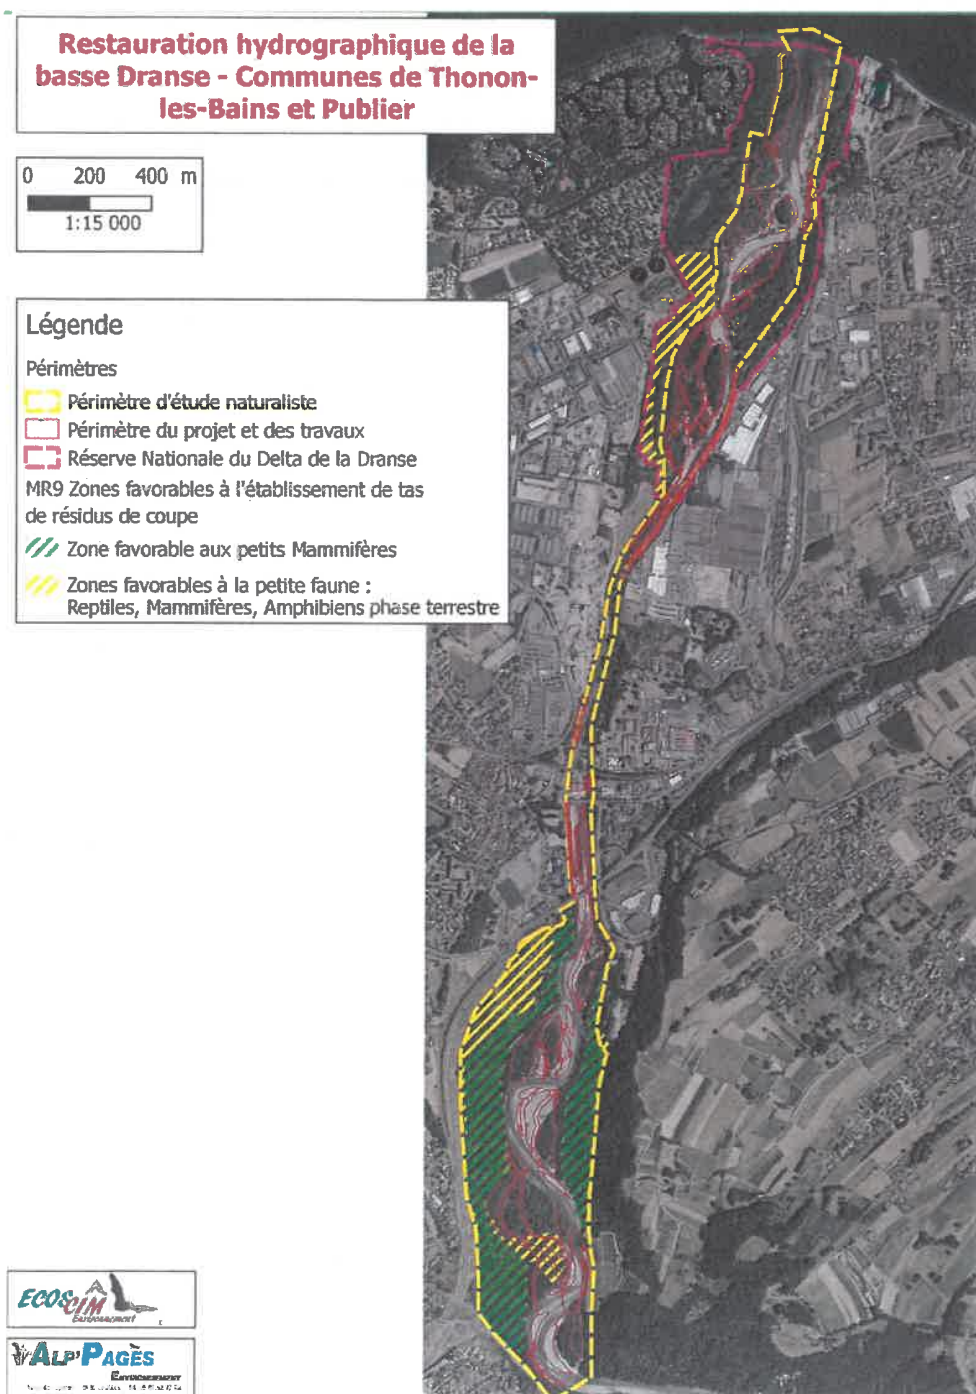 Restauration hydrographique de la
basse Dranse - Communes de Thonon-
les-Bains et Publier
0 200 400 m
1:15 000
Légende
Périmètres
Périmètre d'étude naturaliste
Périmètre du projet et des travaux
Réserve Nationale du Delta de la Dranse
MR9 Zones favorables à l'établissement de tas
de résidus de coupe
Zone favorable aux petits Mammifères
Zones favorables à la petite faune :
Reptiles, Mammifères, Amphibiens phase terrestre
ECOSCIM
Environnement
ALP'PAGÈS
ENVIRONNEMENT